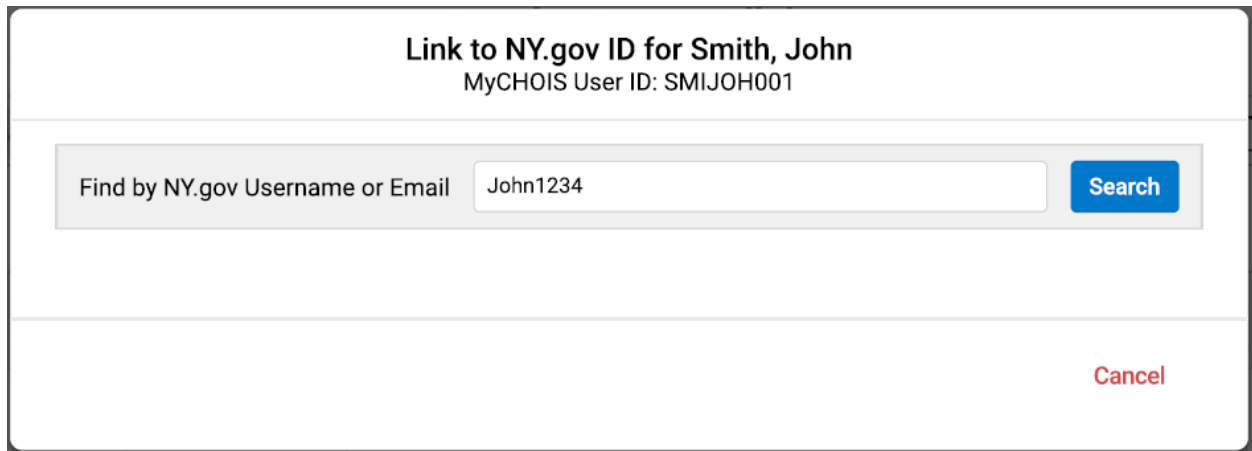 Link to NY.gov ID for Smith, John
MyCHOIS User ID: SMIJOH001
Find by NY.gov Username or Email John1234 Search
Cancel